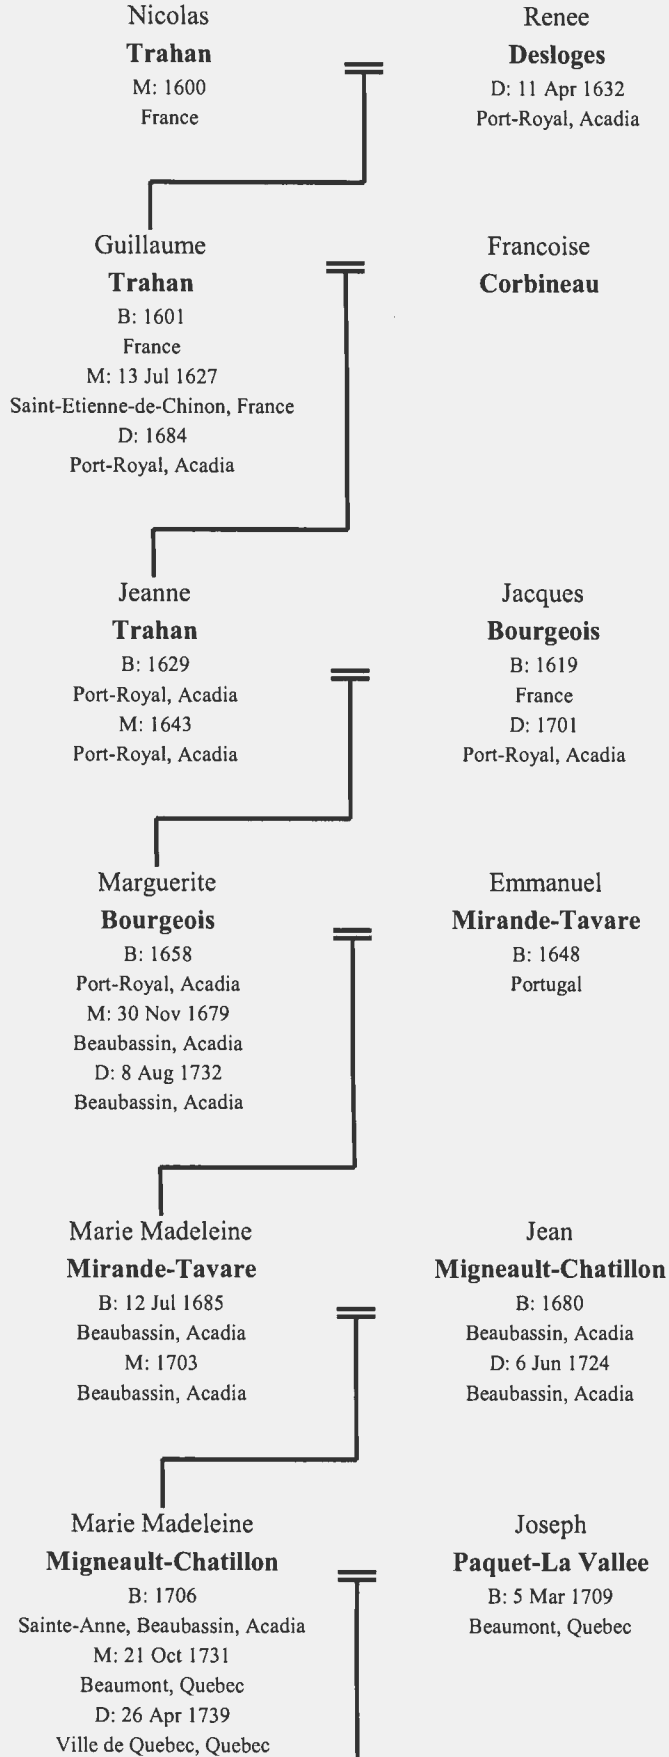 Nicolas
Trahan
M: 1600
France
Renee
Desloges
D: 11 Apr 1632
Port-Royal, Acadia
Guillaume
Trahan
B: 1601
France
M: 13 Jul 1627
Saint-Etienne-de-Chinon, France
D: 1684
Port-Royal, Acadia
Francoise
Corbineau
Jeanne
Trahan
B: 1629
Port-Royal, Acadia
M: 1643
Port-Royal, Acadia
Jacques
Bourgeois
B: 1619
France
D: 1701
Port-Royal, Acadia
Marguerite
Bourgeois
B: 1658
Port-Royal, Acadia
M: 30 Nov 1679
Beaubassin, Acadia
D: 8 Aug 1732
Beaubassin, Acadia
Emmanuel
Mirande-Tavare
B: 1648
Portugal
Marie Madeleine
Mirande-Tavare
B: 12 Jul 1685
Beaubassin, Acadia
M: 1703
Beaubassin, Acadia
Jean
Migneault-Chatillon
B: 1680
Beaubassin, Acadia
D: 6 Jun 1724
Beaubassin, Acadia
Marie Madeleine
Migneault-Chatillon
B: 1706
Sainte-Anne, Beaubassin, Acadia
M: 21 Oct 1731
Beaumont, Quebec
D: 26 Apr 1739
Ville de Quebec, Quebec
Joseph
Paquet-La Vallee
B: 5 Mar 1709
Beaumont, Quebec